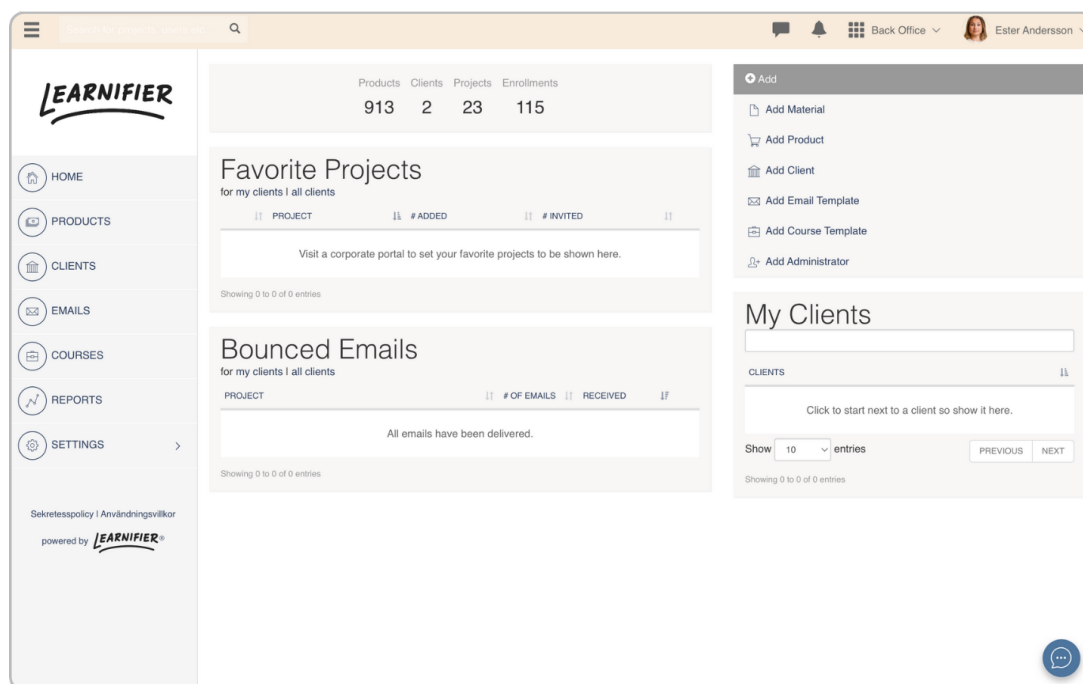 Back Office
Ester Andersson
LEARNIFIER
HOME
PRODUCTS
CLIENTS
EMAILS
COURSES
REPORTS
SETTINGS
Sekretesspolicy | Användningsvillkor
powered by LEARNIFIER®
Products Clients Projects Enrollments
913 2 23 115
Favorite Projects
for my clients | all clients
PROJECT # ADDED # INVITED
Visit a corporate portal to set your favorite projects to be shown here.
Showing 0 to 0 of 0 entries
Bounced Emails
for my clients | all clients
PROJECT # OF EMAILS RECEIVED
All emails have been delivered.
Showing 0 to 0 of 0 entries
Add
Add Material
Add Product
Add Client
Add Email Template
Add Course Template
Add Administrator
My Clients
CLIENTS
Click to start next to a client so show it here.
Show 10 entries
PREVIOUS NEXT
Showing 0 to 0 of 0 entries